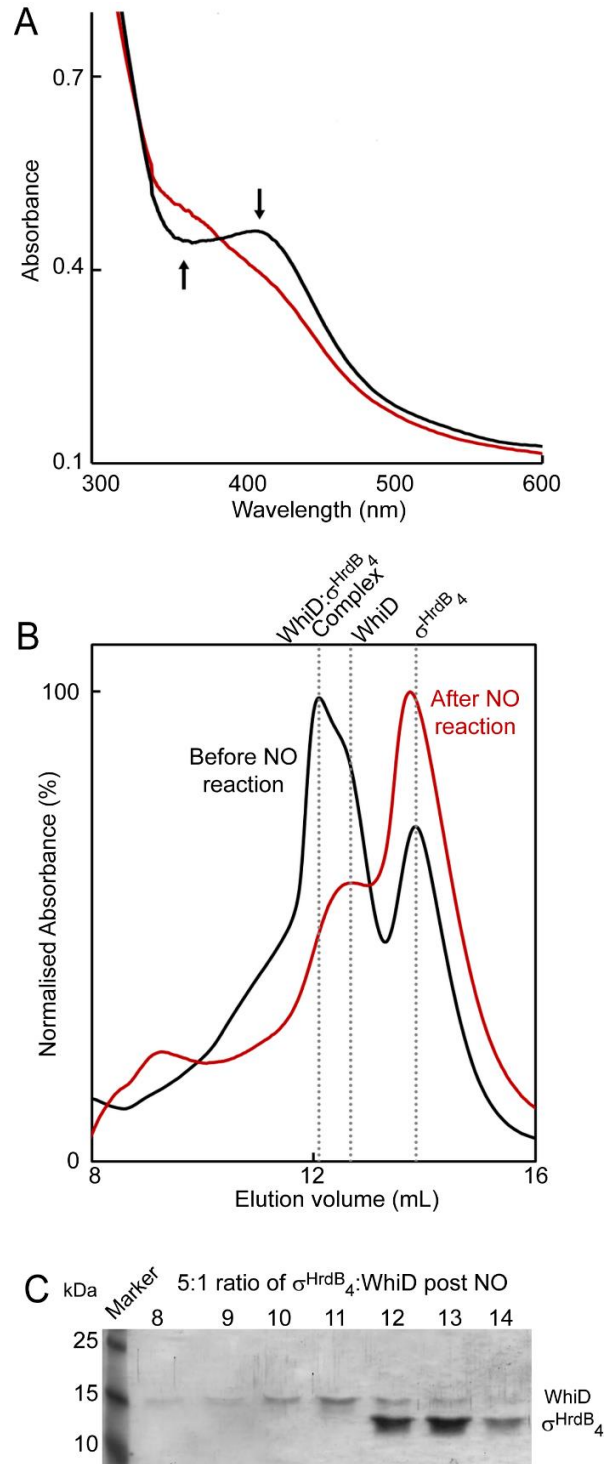 A
0.7
0.4
0.1
Absorbance
300 400 500 600
Wavelength (nm)
B
WhiD:σHrdB4
Complex
WhiD
σHrdB4
100
Before NO
reaction
After NO
reaction
Normalised Absorbance (%)
0
8 12 16
Elution volume (mL)
C
kDa
Marker
5:1 ratio of σHrdB4:WhiD post NO
8 9 10 11 12 13 14
25
15
10
WhiD
σHrdB4